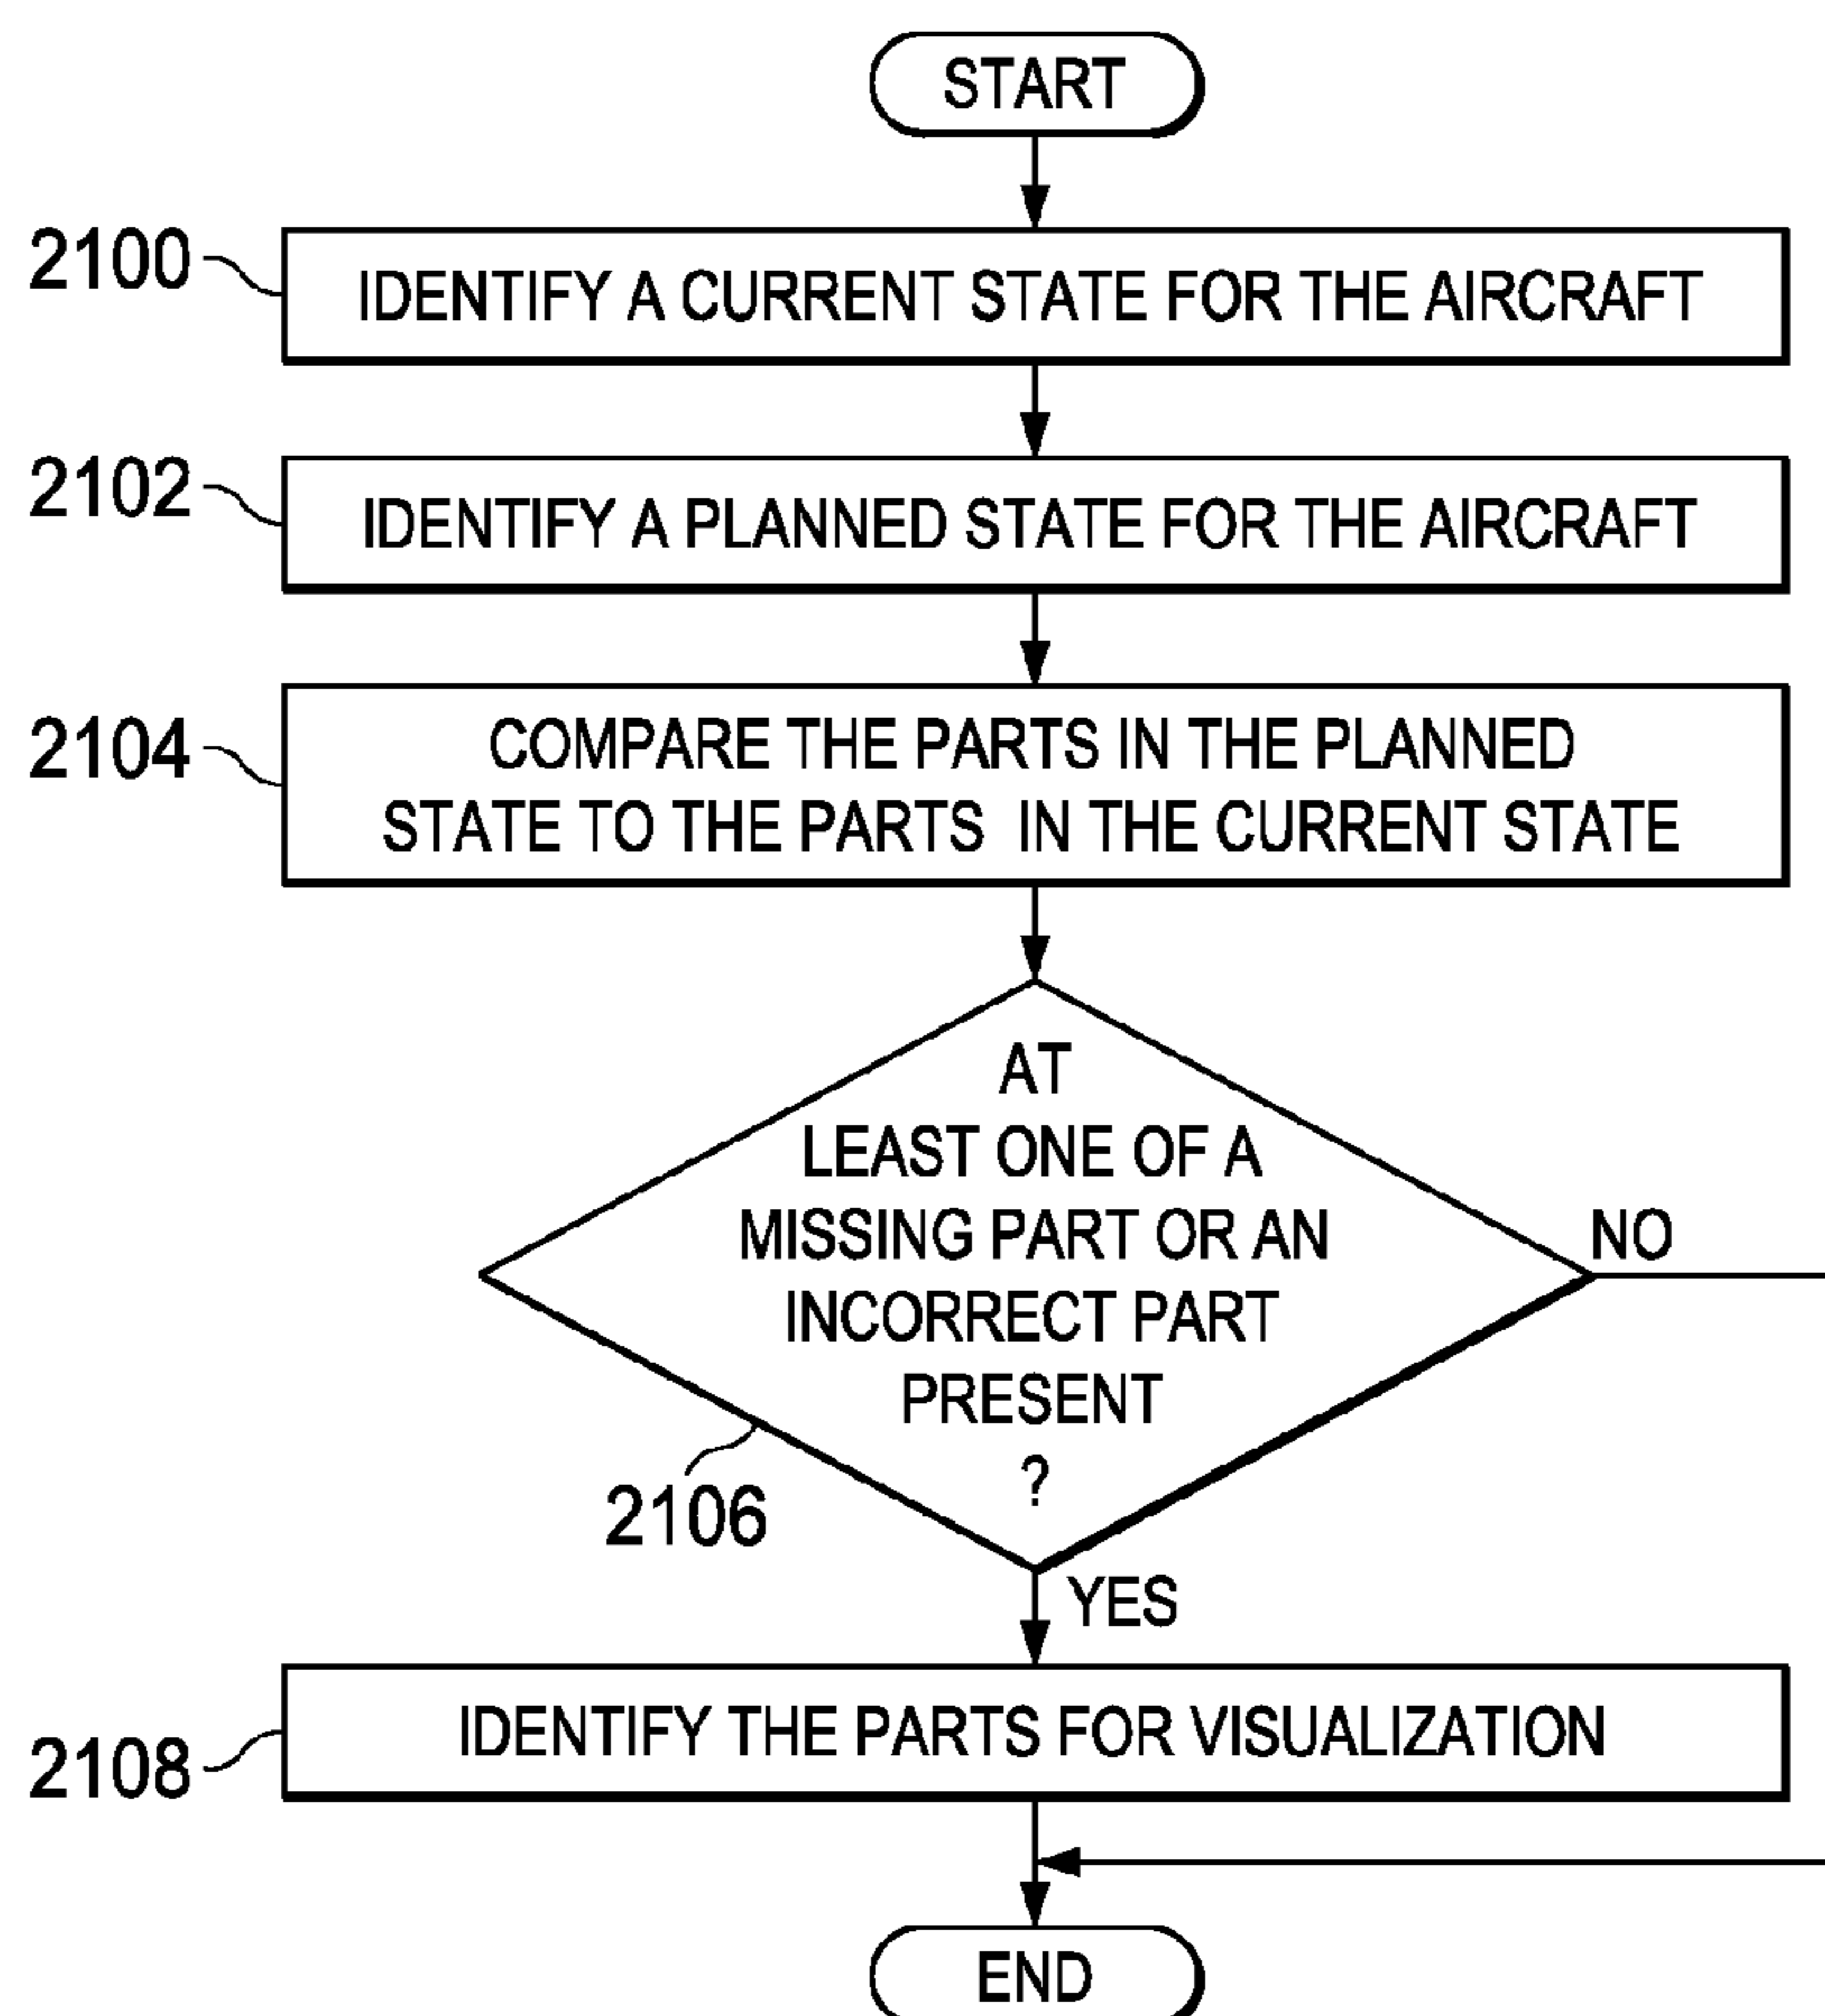 START
2100
IDENTIFY A CURRENT STATE FOR THE AIRCRAFT
2102
IDENTIFY A PLANNED STATE FOR THE AIRCRAFT
2104
COMPARE THE PARTS IN THE PLANNED
STATE TO THE PARTS IN THE CURRENT STATE
AT
LEAST ONE OF A
MISSING PART OR AN
INCORRECT PART
PRESENT
?
NO
2106
YES
2108
IDENTIFY THE PARTS FOR VISUALIZATION
END